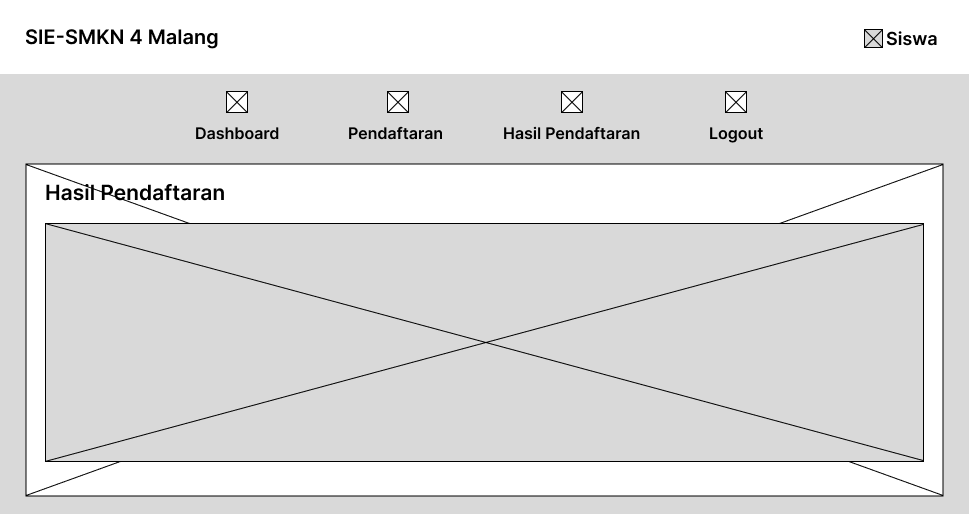 SIE-SMKN 4 Malang
Siswa
Dashboard
Pendaftaran
Hasil Pendaftaran
Logout
Hasil Pendaftaran